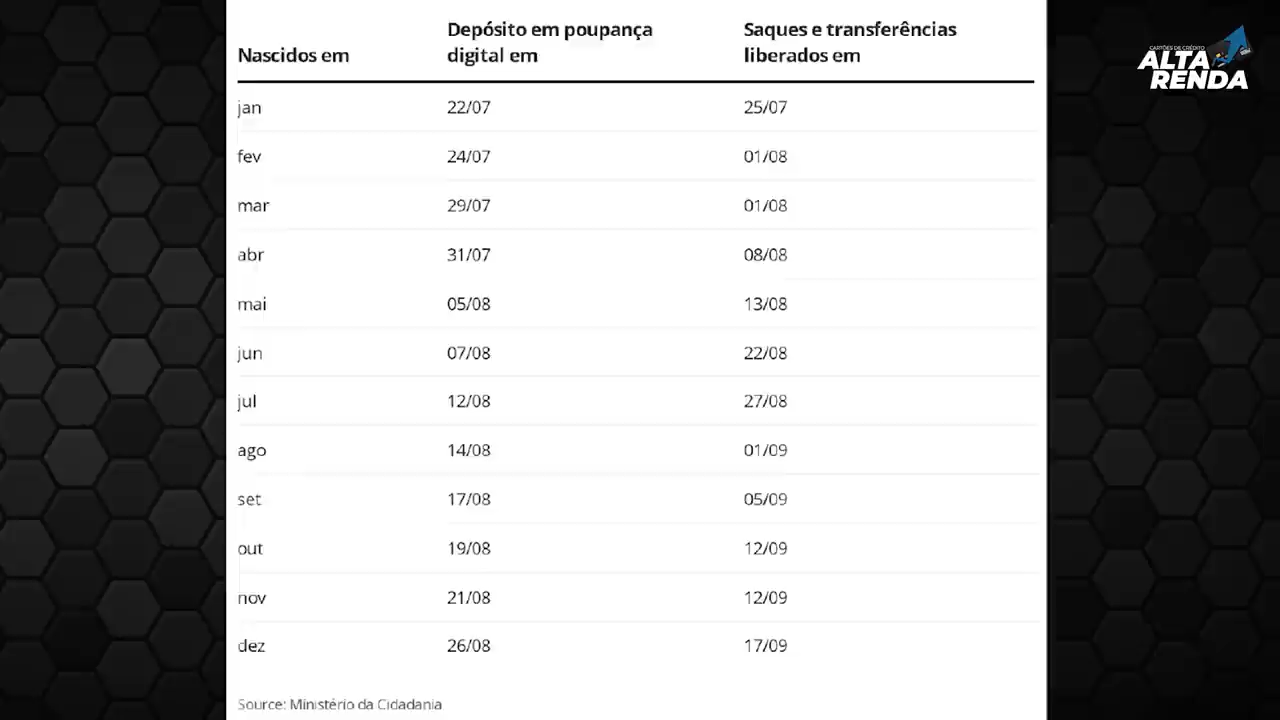 Nascidos em
Depósito em poupança
digital em
Saques e transferências
liberados em
jan 22/07 25/07
fev 24/07 01/08
mar 29/07 01/08
abr 31/07 08/08
mai 05/08 13/08
jun 07/08 22/08
jul 12/08 27/08
ago 14/08 01/09
set 17/08 05/09
out 19/08 12/09
nov 21/08 12/09
dez 26/08 17/09
Source: Ministério da Cidadania
CARTÕES DE CRÉDITO
ALTA
RENDA